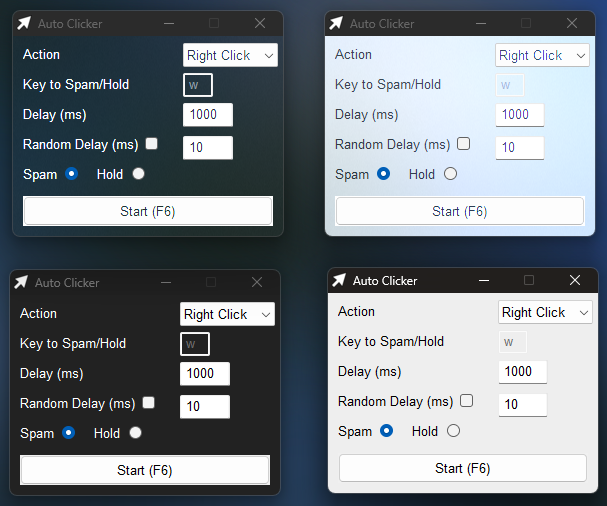 Auto Clicker
Action Right Click
Key to Spam/Hold w
Delay (ms) 1000
Random Delay (ms) 10
Spam Hold
Start (F6)
Auto Clicker
Action Right Click
Key to Spam/Hold w
Delay (ms) 1000
Random Delay (ms) 10
Spam Hold
Start (F6)
Auto Clicker
Action Right Click
Key to Spam/Hold w
Delay (ms) 1000
Random Delay (ms) 10
Spam Hold
Start (F6)
Auto Clicker
Action Right Click
Key to Spam/Hold w
Delay (ms) 1000
Random Delay (ms) 10
Spam Hold
Start (F6)